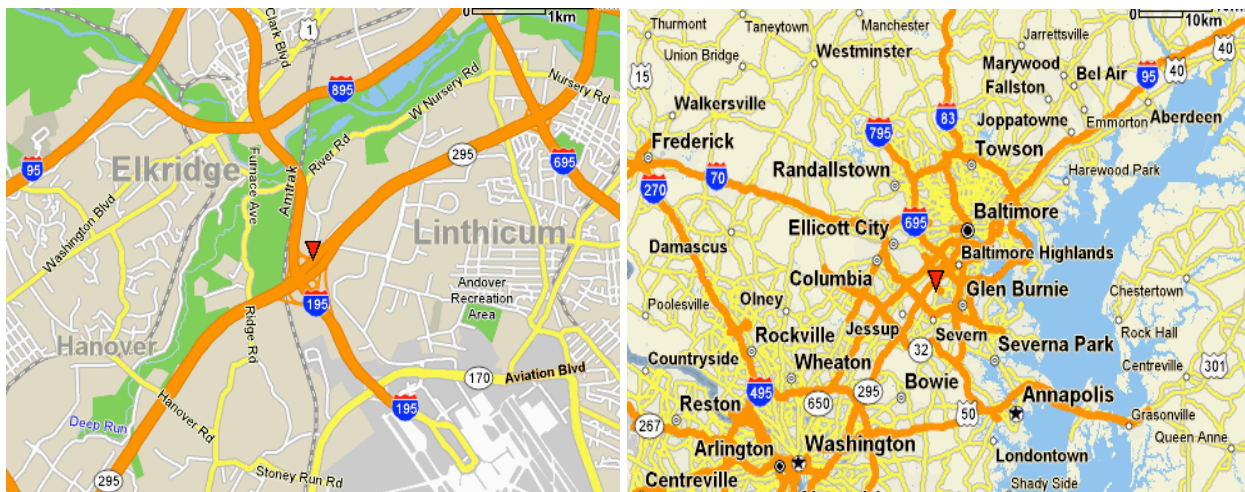 0 1km
1
Clark Blvd
895
W Nursery Rd
Nursery Rd
River Rd
295
695
95
Elkridge
Furnace Ave
Amtrak
Washington Blvd
Linthicum
Andover
Recreation
Area
195
Ridge Rd
Hanover
170
Aviation Blvd
195
Hanover Rd
Deep Run
295
Stoney Run Rd
0 10km
Thurmont
Taneytown
Manchester
Jarrettsville
40
Union Bridge
Westminster
15
Marywood
Bel Air
95
40
Fallston
Walkersville
83
Emmorton
Aberdeen
795
Joppatowne
Frederick
Towson
270
70
Randallstown
Harewood Park
695
Baltimore
Ellicott City
Damascus
Baltimore Highlands
Columbia
Glen Burnie
Chestertown
Poolesville
Olney
Jessup
Severn
Rock Hall
Rockville
32
Severna Park
Countryside
Wheaton
Centreville
301
495
650
295
Bowie
Annapolis
Reston
50
Grasonville
267
Washington
Queen Anne
Arlington
Londontown
Centreville
Shady Side